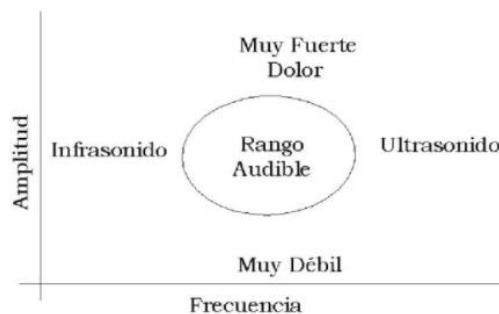 Muy Fuerte
Dolor
Amplitud
Infrasonido
Rango
Audible
Ultrasonido
Muy Débil
Frecuencia